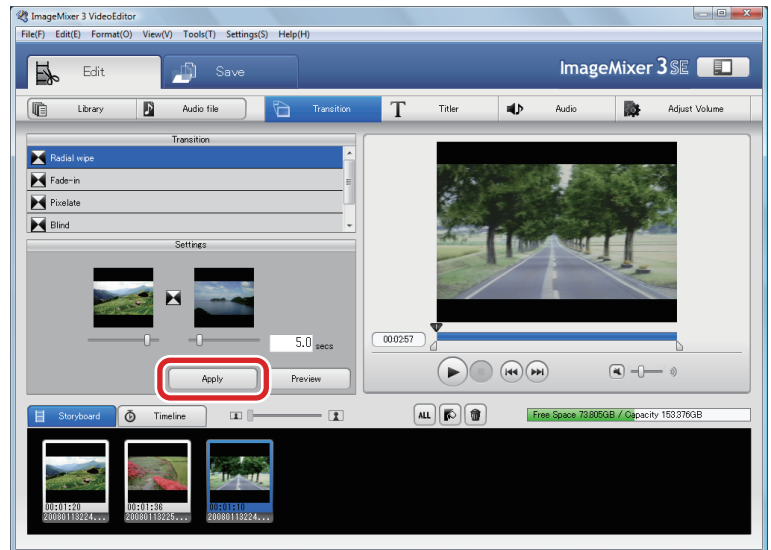 ImageMixer 3 VideoEditor
File(F) Edit(E) Format(O) View(V) Tools(T) Settings(S) Help(H)
Edit Save ImageMixer 3 SE
Library Audio file Transition T Titler Audio Adjust Volume
Transition
Radial wipe
Fade-in
Pixelate
Blind
Settings
5.0 secs
Apply Preview
00:02:57
Storyboard Timeline ALL Free Space 73.805GB / Capacity 153.376GB
00:01:20 00:01:36 00:01:10
20080113224... 20080113225... 20080113224...